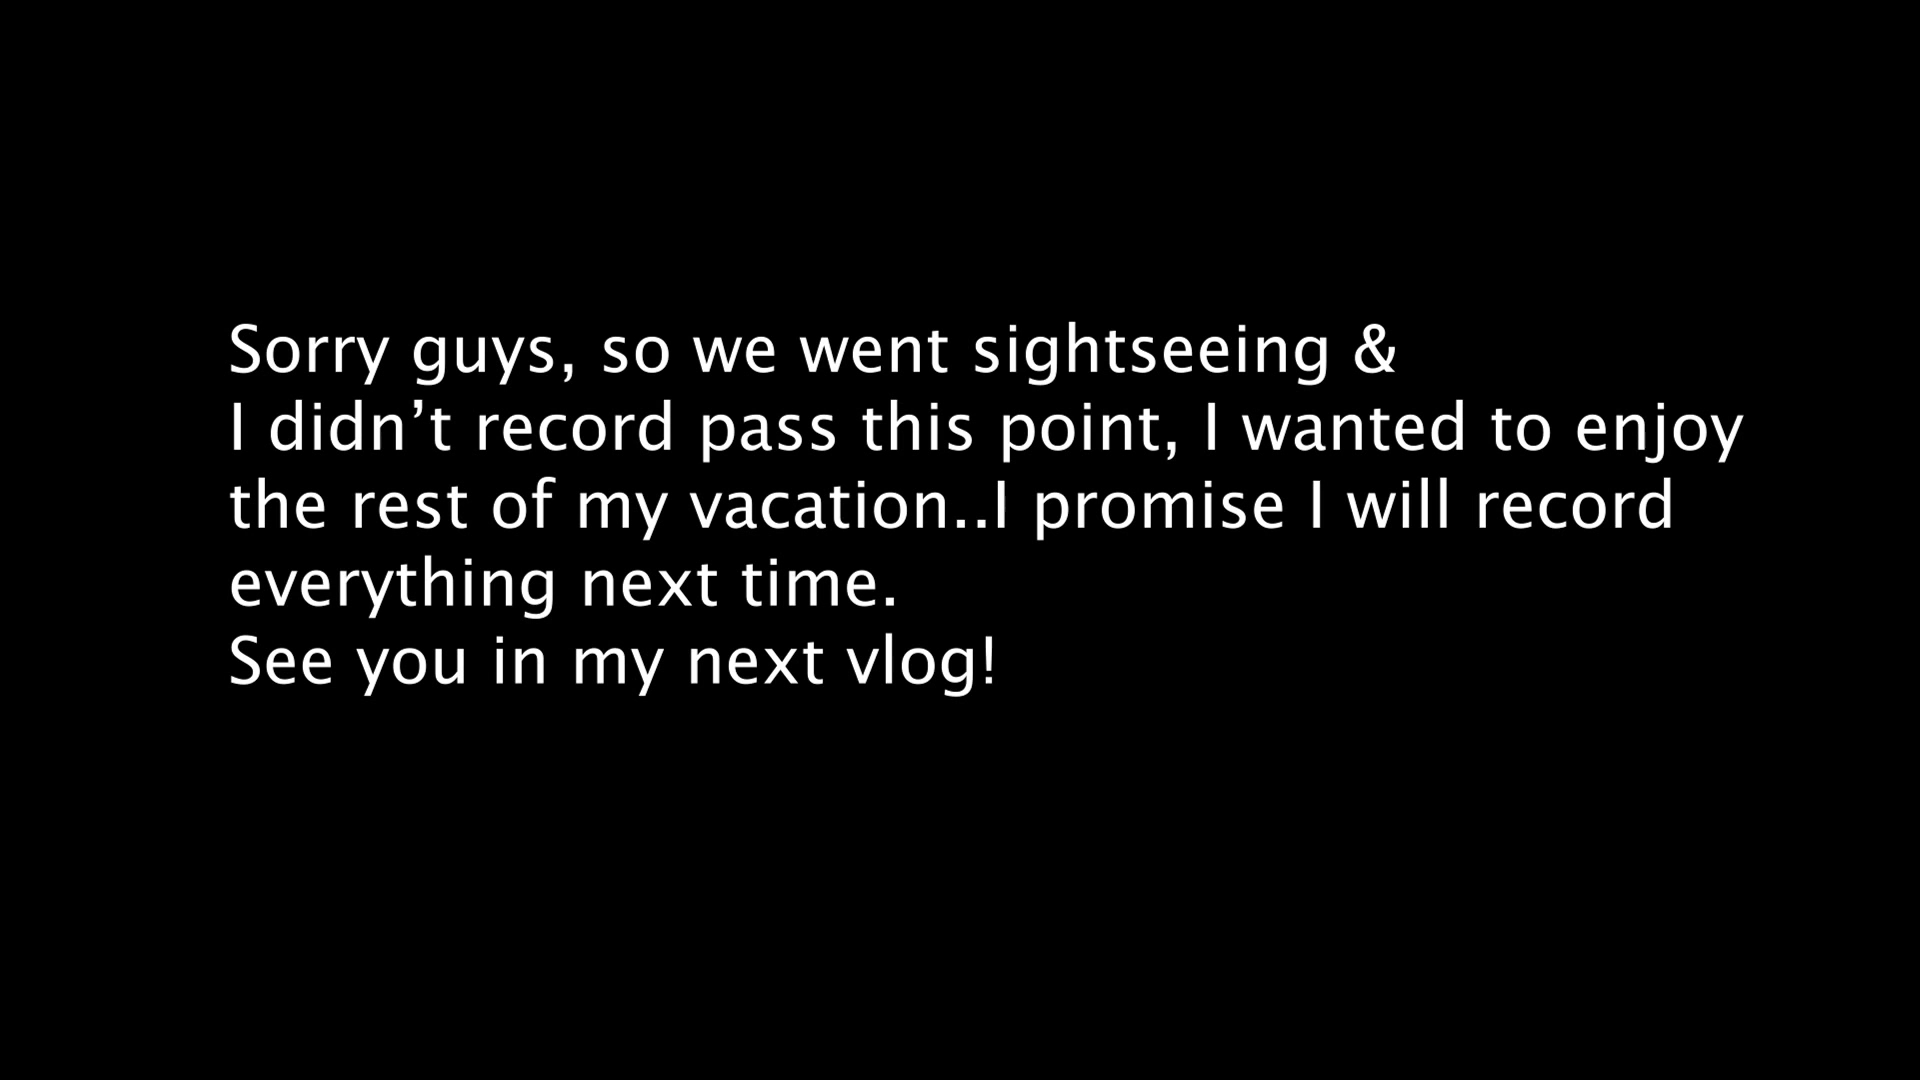 Sorry guys, so we went sightseeing &
I didn’t record pass this point, I wanted to enjoy
the rest of my vacation..I promise I will record
everything next time.
See you in my next vlog!